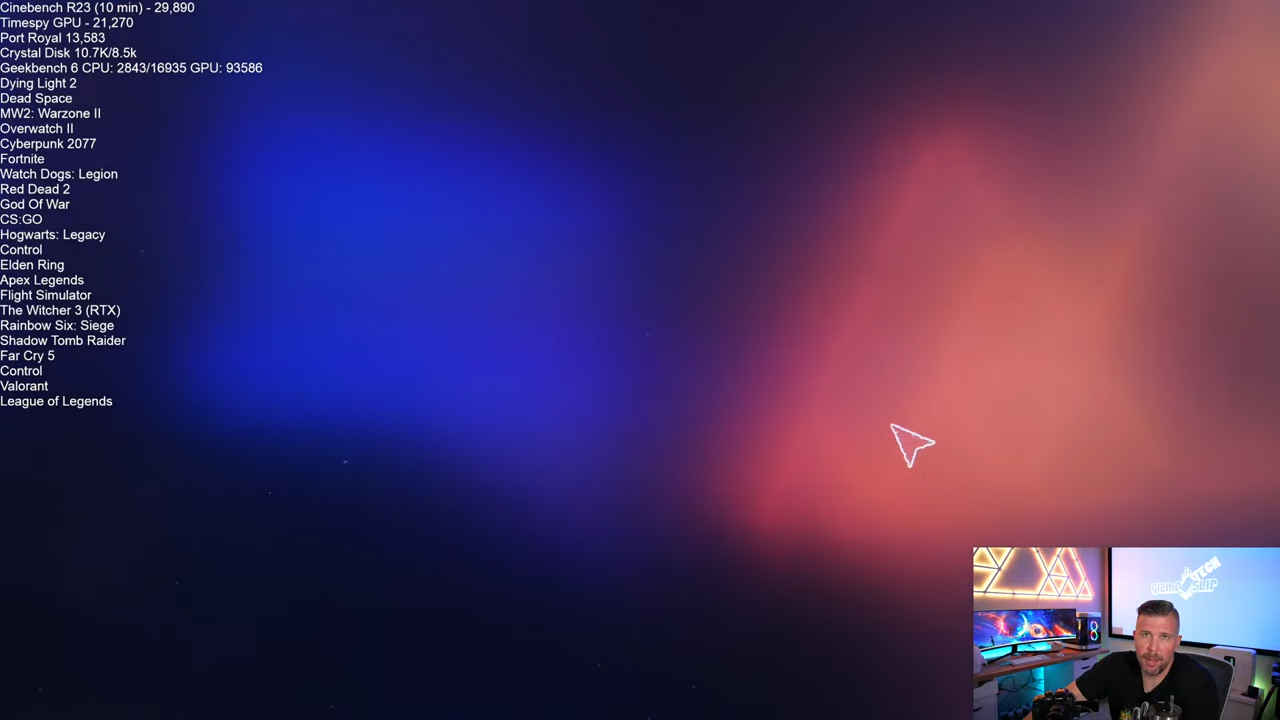 Cinebench R23 (10 min) - 29,890
Timespy GPU - 21,270
Port Royal 13,583
Crystal Disk 10.7K/8.5k
Geekbench 6 CPU: 2843/16935 GPU: 93586
Dying Light 2
Dead Space
MW2: Warzone II
Overwatch II
Cyberpunk 2077
Fortnite
Watch Dogs: Legion
Red Dead 2
God Of War
CS:GO
Hogwarts: Legacy
Control
Elden Ring
Apex Legends
Flight Simulator
The Witcher 3 (RTX)
Rainbow Six: Siege
Shadow Tomb Raider
Far Cry 5
Control
Valorant
League of Legends
GizmoSlip
TECH